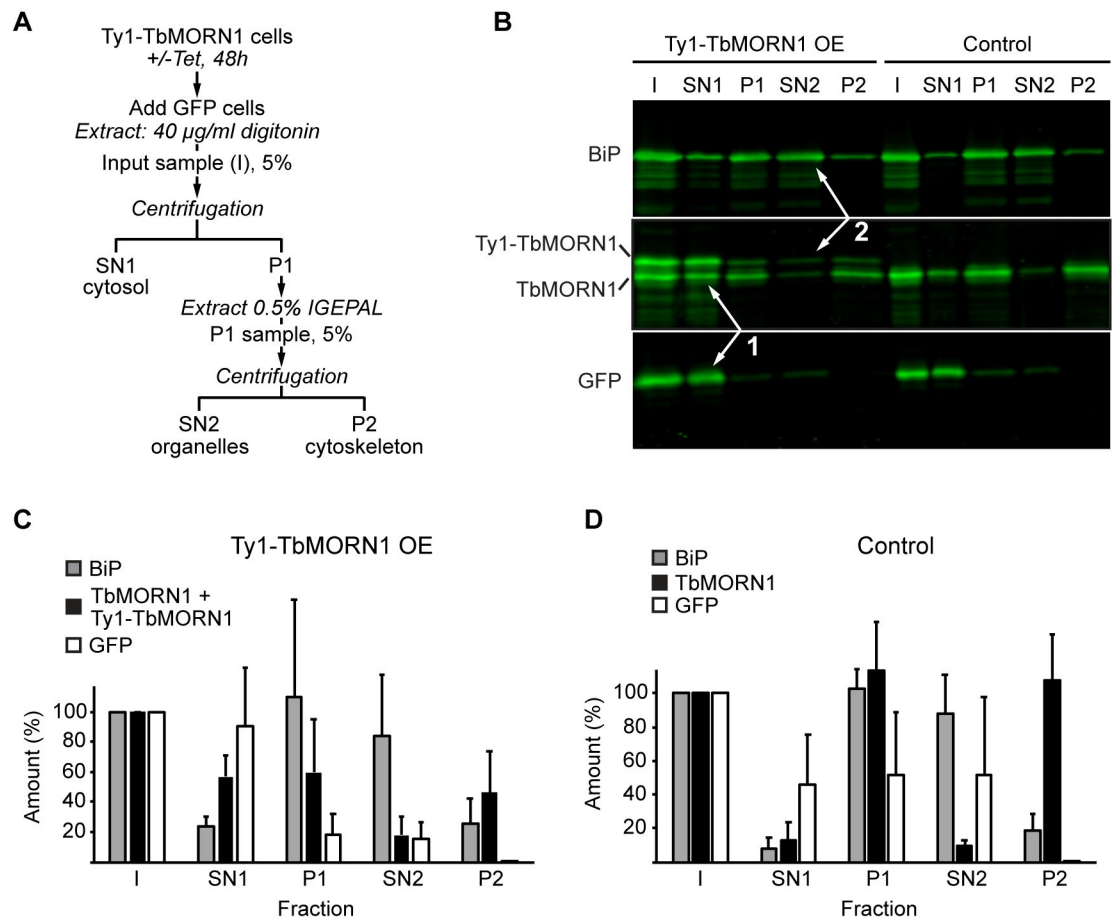 A
Ty1-TbMORN1 cells
+/-Tet, 48h
Add GFP cells
Extract: 40 µg/ml digitonin
Input sample (I), 5%
Centrifugation
SN1 P1
cytosol
Extract 0.5% IGEPAL
P1 sample, 5%
Centrifugation
SN2 P2
organelles cytoskeleton
B
Ty1-TbMORN1 OE Control
I SN1 P1 SN2 P2 I SN1 P1 SN2 P2
BiP
2
Ty1-TbMORN1
TbMORN1
1
GFP
C
Ty1-TbMORN1 OE
BiP
TbMORN1 +
Ty1-TbMORN1
GFP
Amount (%)
100
80
60
40
20
I SN1 P1 SN2 P2
Fraction
D
Control
BiP
TbMORN1
GFP
Amount (%)
100
80
60
40
20
I SN1 P1 SN2 P2
Fraction